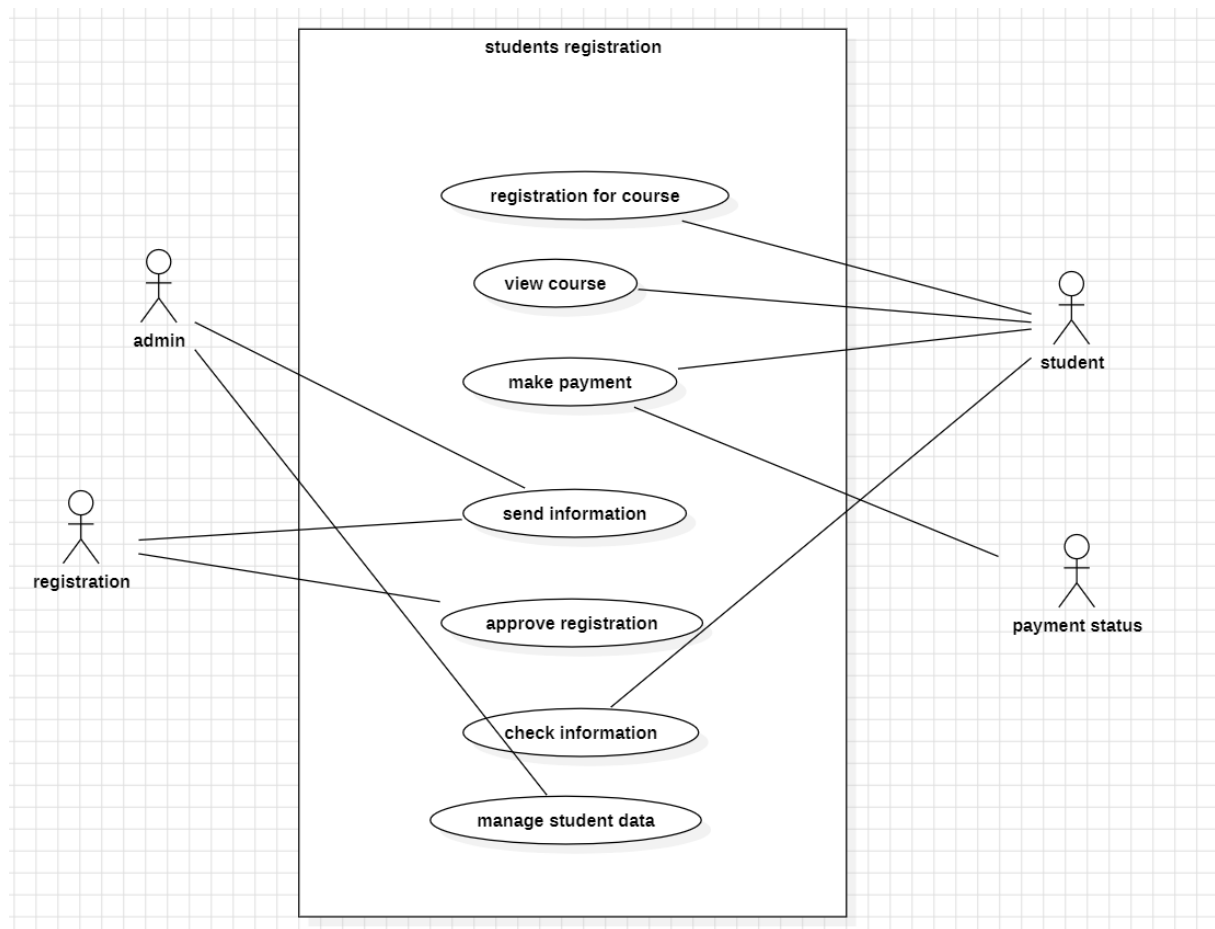 students registration
registration for course
view course
admin
student
make payment
send information
registration
approve registration
payment status
check information
manage student data